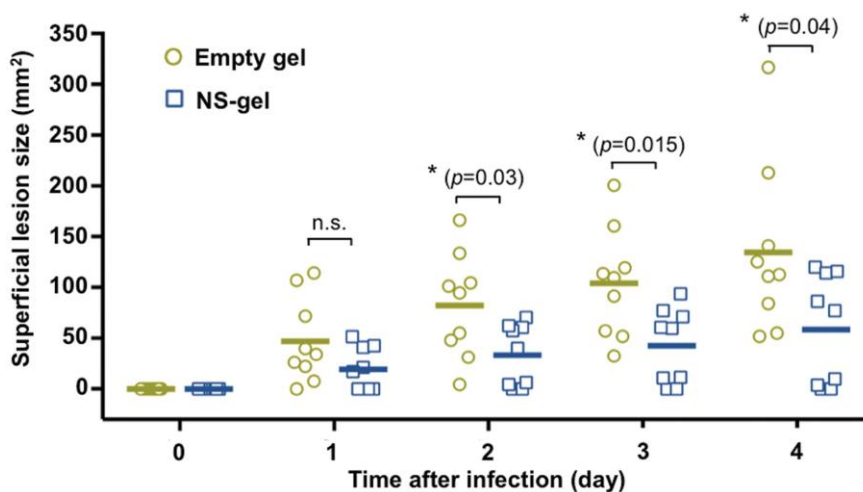 * (p=0.04)
350
Empty gel
300
NS-gel
250
* (p=0.015)
* (p=0.03)
200
n.s.
150
100
50
0
Superficial lesion size (mm²)
0 1 2 3 4
Time after infection (day)